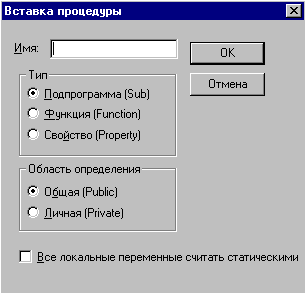 Вставка процедуры
Имя:
OK
Отмена
Тип
Подпрограмма (Sub)
Функция (Function)
Свойство (Property)
Область определения
Общая (Public)
Личная (Private)
Все локальные переменные считать статическими